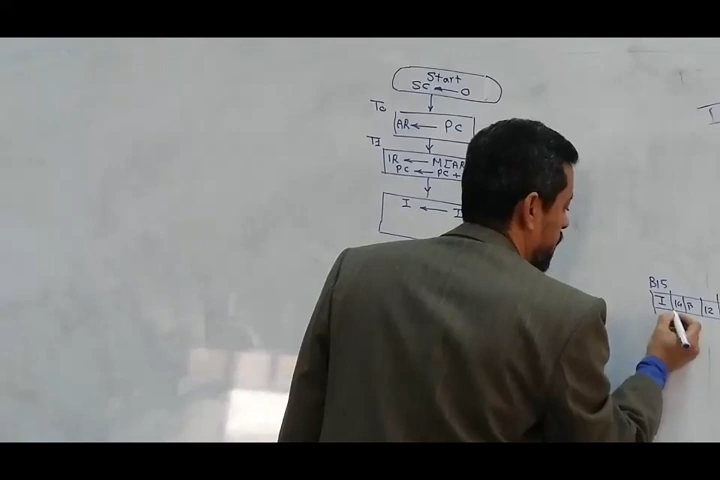 Start
SC ← 0
T0
AR ← PC
T1
IR ← M[AR
PC ← PC +
I ← I
B15
I 14 13 12